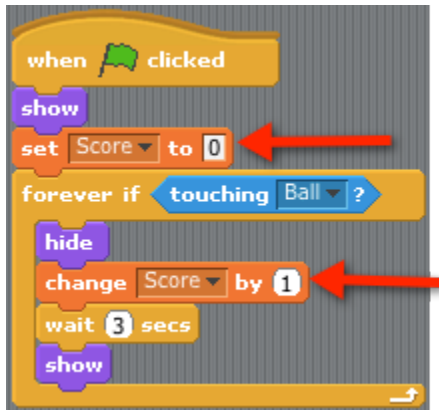 when clicked
show
set Score to 0
forever if touching Ball ?
hide
change Score by 1
wait 3 secs
show